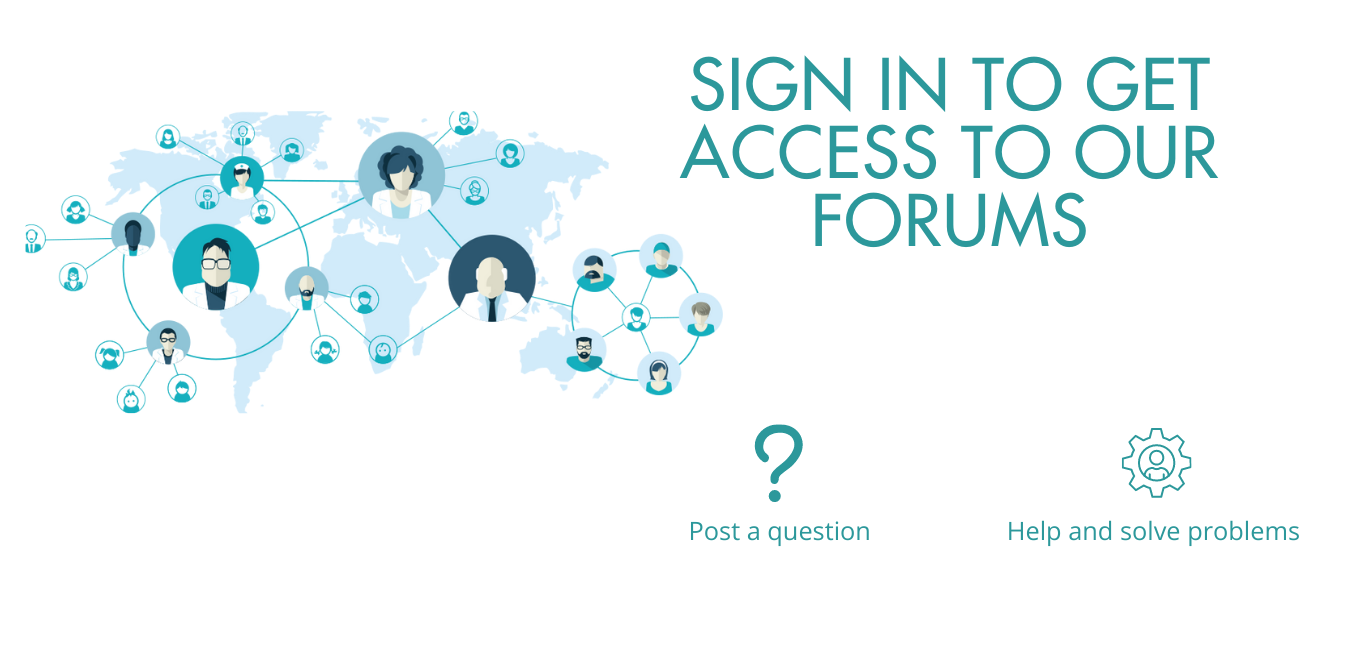 SIGN IN TO GET
ACCESS TO OUR
FORUMS
Post a question
Help and solve problems